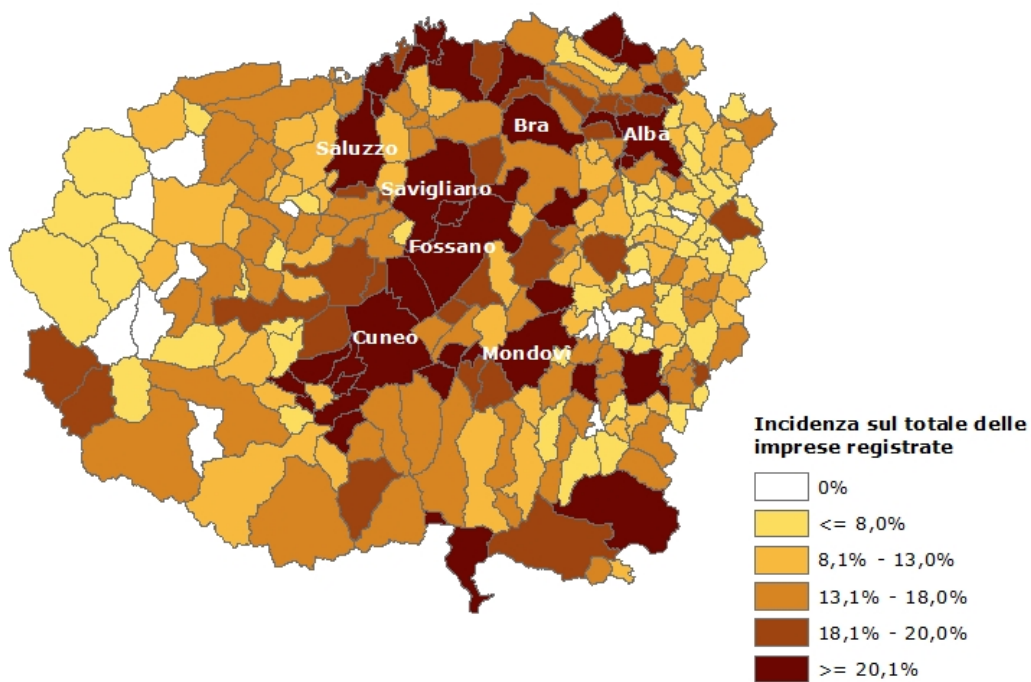 Bra
Alba
Saluzzo
Savigliano
Fossano
Cuneo
Mondovì
Incidenza sul totale delle
imprese registrate
0%
<= 8,0%
8,1% - 13,0%
13,1% - 18,0%
18,1% - 20,0%
>= 20,1%